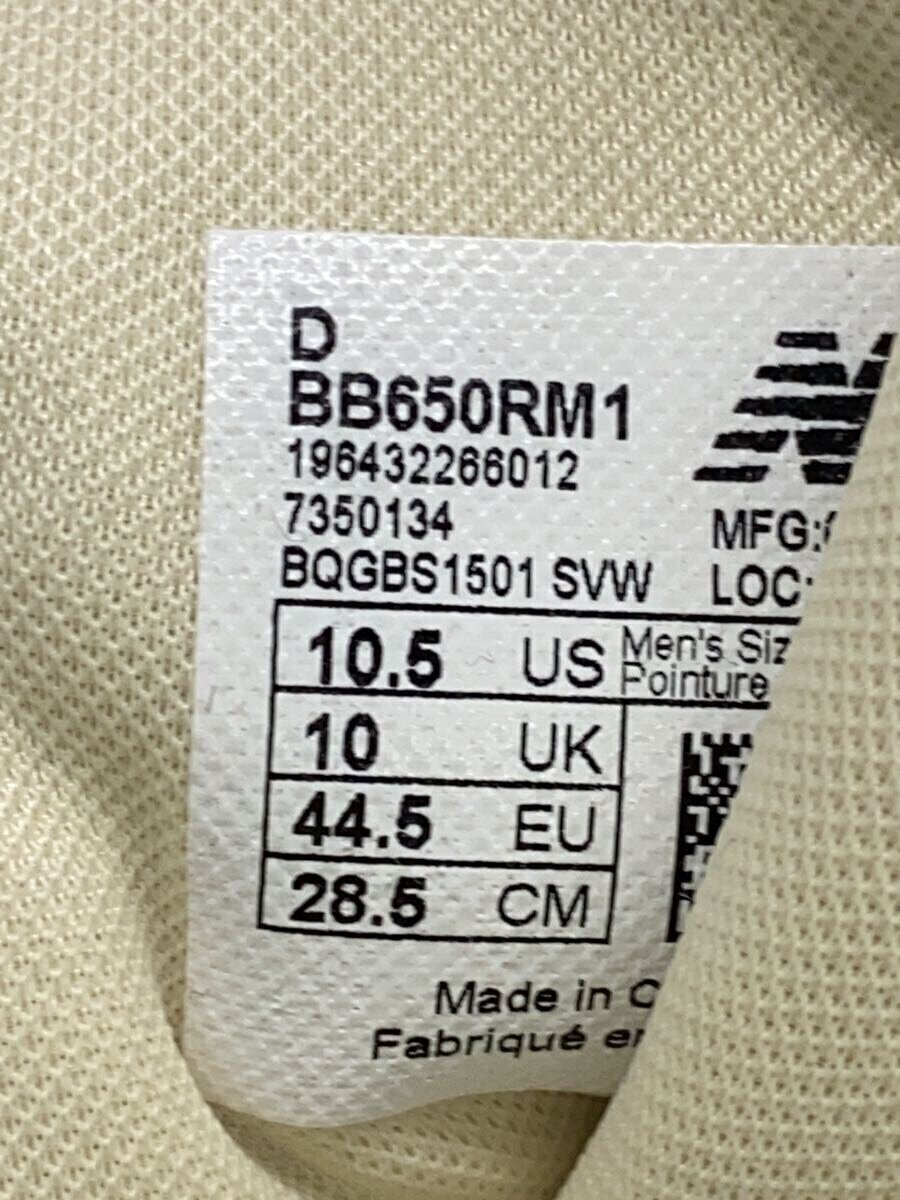 D
BB650RM1
196432266012
7350134
MFG:
BQGBS1501 SVW
LOC:
10.5 US Men's
Pointure
10 UK
44.5 EU
28.5 CM
Made in
Fabriqué